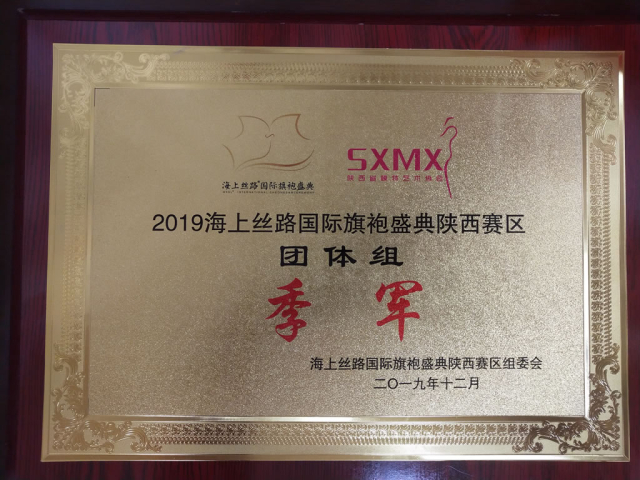 海上丝路®国际旗袍盛典
SXMX
2019海上丝路国际旗袍盛典陕西赛区
团体组
季军
海上丝路国际旗袍盛典陕西赛区组委会
二〇一九年十二月